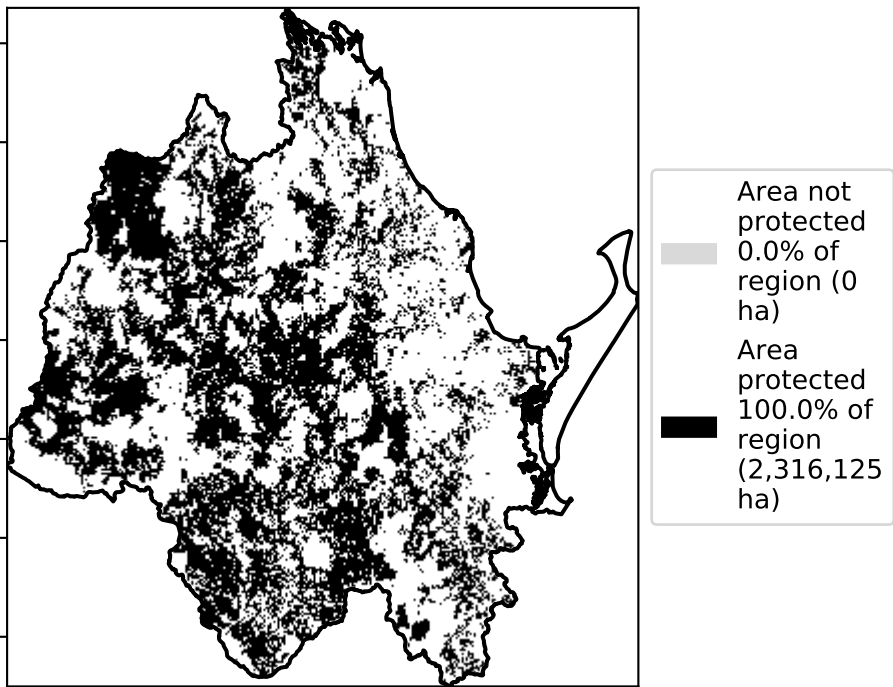 Area not
protected
0.0% of
region (0
ha)
Area
protected
100.0% of
region
(2,316,125
ha)